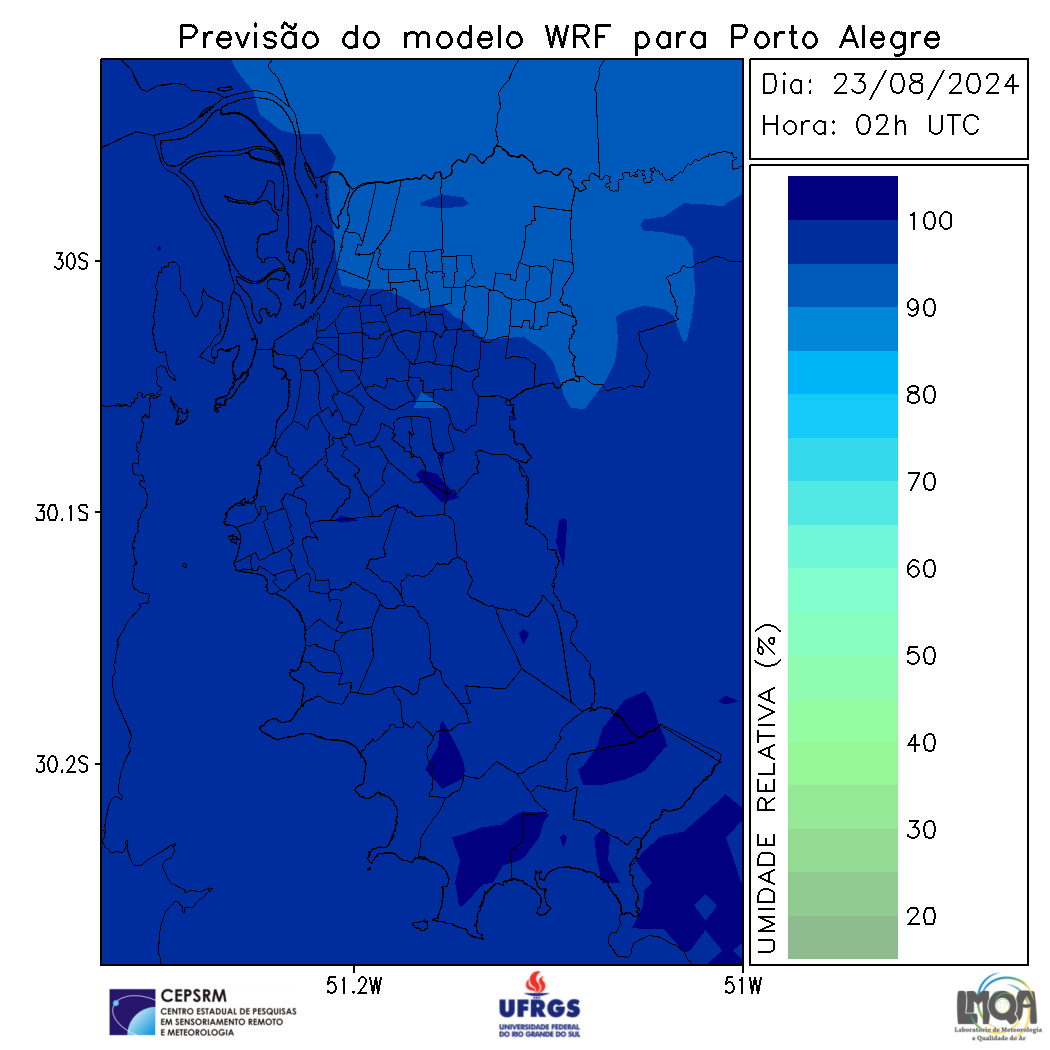 Previsão do modelo WRF para Porto Alegre
Dia: 23/08/2024
Hora: 02h UTC
100
90
80
70
60
50
40
30
20
UMIDADE RELATIVA (%)
30S
30.1S
30.2S
51.2W
51W
CEPSRM
CENTRO ESTADUAL DE PESQUISAS
EM SENSORIAMENTO REMOTO
E METEOROLOGIA
UFRGS
UNIVERSIDADE FEDERAL
DO RIO GRANDE DO SUL
LMQA
Laboratório de Meteorologia
e Qualidade do Ar